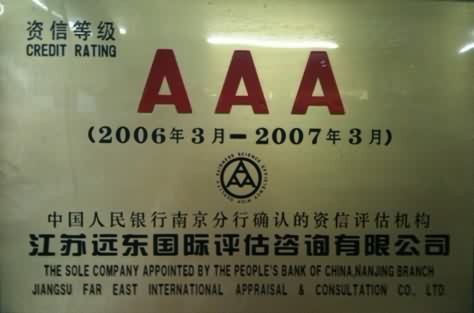 资信等级
CREDIT RATING
AAA
(2006年3月－2007年3月)
中国人民银行南京分行确认的资信评估机构
江苏远东国际评估咨询有限公司
THE SOLE COMPANY APPOINTED BY THE PEOPLE'S BANK OF CHINA,NANJING BRANCH
JIANGSU FAR EAST INTERNATIONAL APPRAISAL & CONSULTATION CO., LTD.